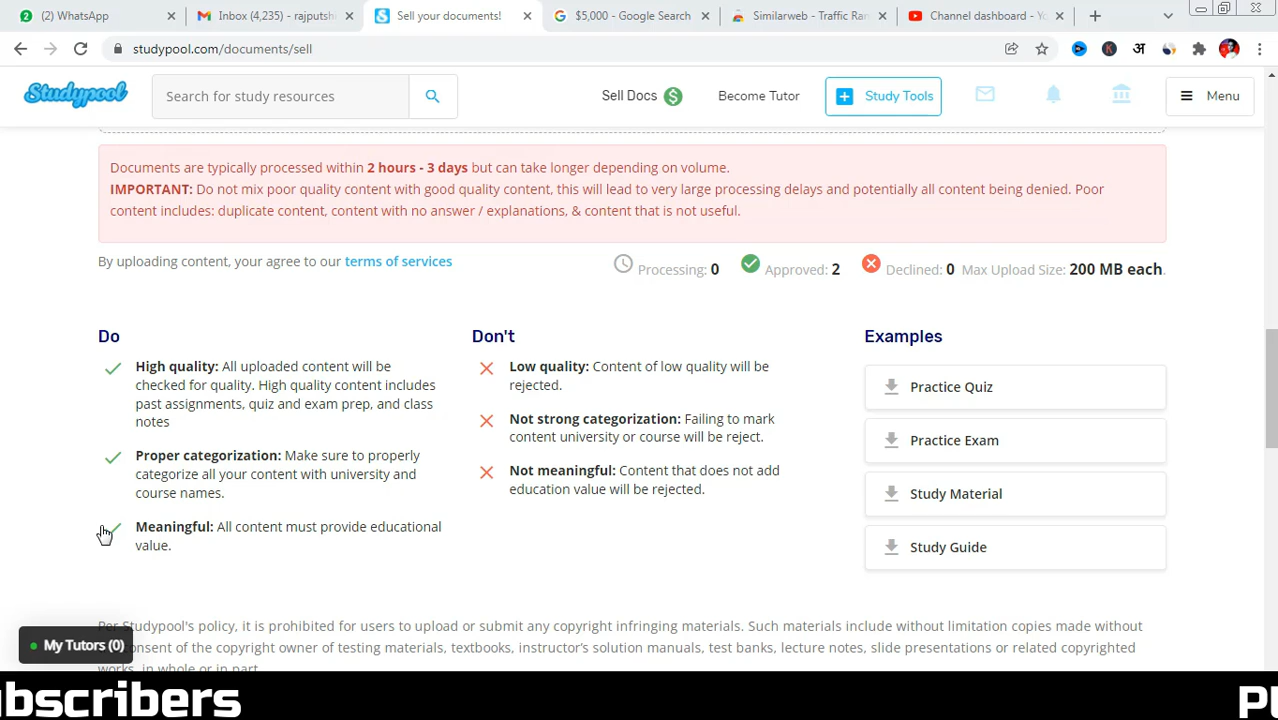 (2) WhatsApp
Inbox (4,235) - rajputsh
Sell your documents!
$5,000 - Google Search
Similarweb - Traffic Ran
Channel dashboard - Yo
studypool.com/documents/sell
Studypool
Search for study resources
Sell Docs $
Become Tutor
Study Tools
Menu
Documents are typically processed within 2 hours - 3 days but can take longer depending on volume.
IMPORTANT: Do not mix poor quality content with good quality content, this will lead to very large processing delays and potentially all content being denied. Poor
content includes: duplicate content, content with no answer / explanations, & content that is not useful.
By uploading content, your agree to our terms of services
Processing: 0
Approved: 2
Declined: 0
Max Upload Size: 200 MB each.
Do
High quality: All uploaded content will be
checked for quality. High quality content includes
past assignments, quiz and exam prep, and class
notes
Proper categorization: Make sure to properly
categorize all your content with university and
course names.
Meaningful: All content must provide educational
value.
Don't
Low quality: Content of low quality will be
rejected.
Not strong categorization: Failing to mark
content university or course will be reject.
Not meaningful: Content that does not add
education value will be rejected.
Examples
Practice Quiz
Practice Exam
Study Material
Study Guide
Per Studypool's policy, it is prohibited for users to upload or submit any copyright infringing materials. Such materials include without limitation copies made without
onsent of the copyright owner of testing materials, textbooks, instructor's solution manuals, test banks, lecture notes, slide presentations or related copyrighted
works, in whole or in part.
My Tutors (0)
ubscribers